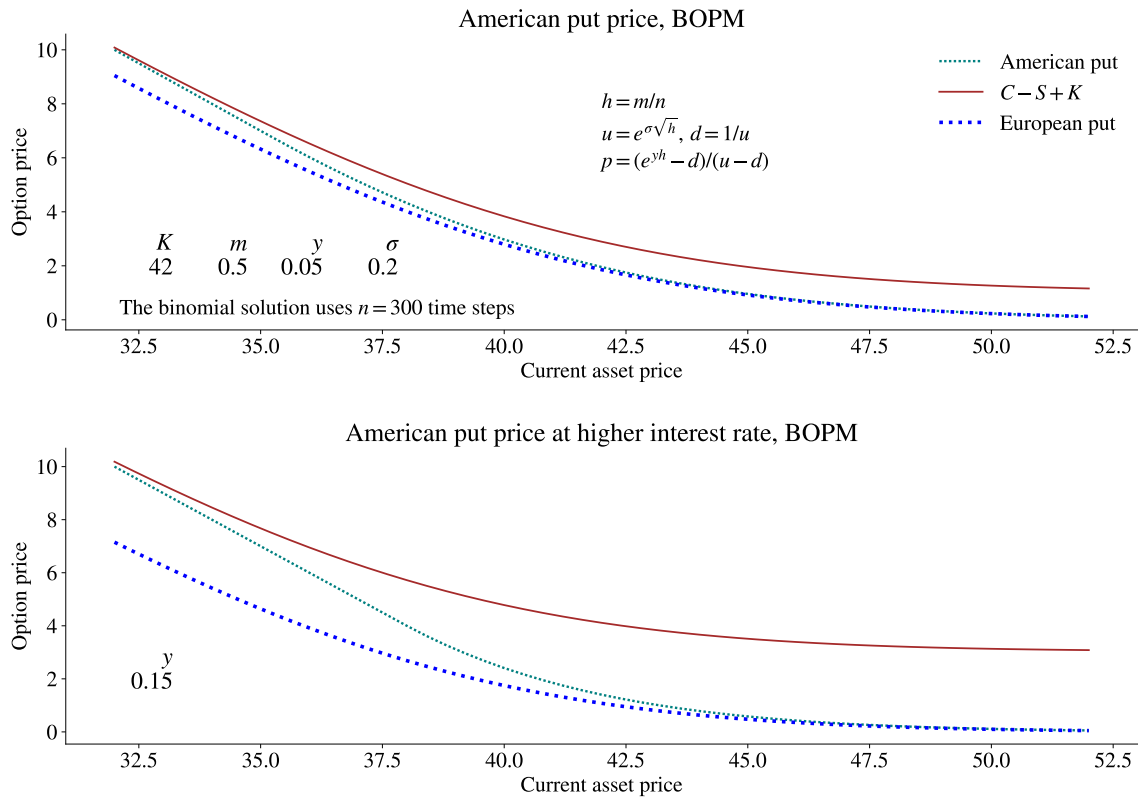 American put price, BOPM
10
8
6
4
2
0
Option price
American put
C − S + K
European put
h = m/n
u = e^{σ√h}, d = 1/u
p = (e^{yh} − d)/(u − d)
K m y σ
42 0.5 0.05 0.2
The binomial solution uses n = 300 time steps
32.5 35.0 37.5 40.0 42.5 45.0 47.5 50.0 52.5
Current asset price
American put price at higher interest rate, BOPM
10
8
6
4
2
0
Option price
y
0.15
32.5 35.0 37.5 40.0 42.5 45.0 47.5 50.0 52.5
Current asset price